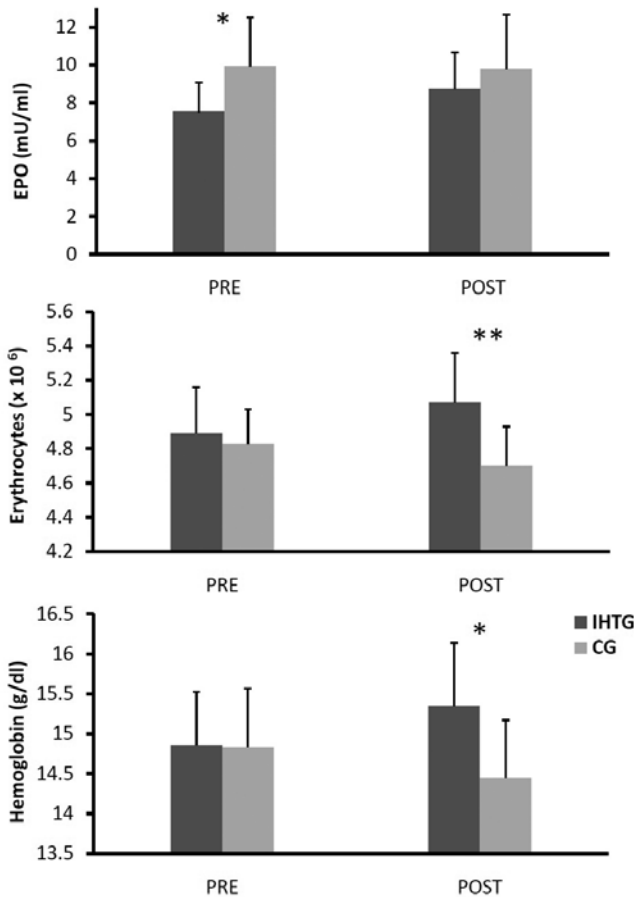 12
10
8
6
4
2
0
EPO (mU/ml)
*
PRE
POST
5.6
5.4
5.2
5
4.8
4.6
4.4
4.2
Erythrocytes (x 10 ⁶)
**
PRE
POST
16.5
16
15.5
15
14.5
14
13.5
Hemoglobin (g/dl)
*
IHTG
CG
PRE
POST